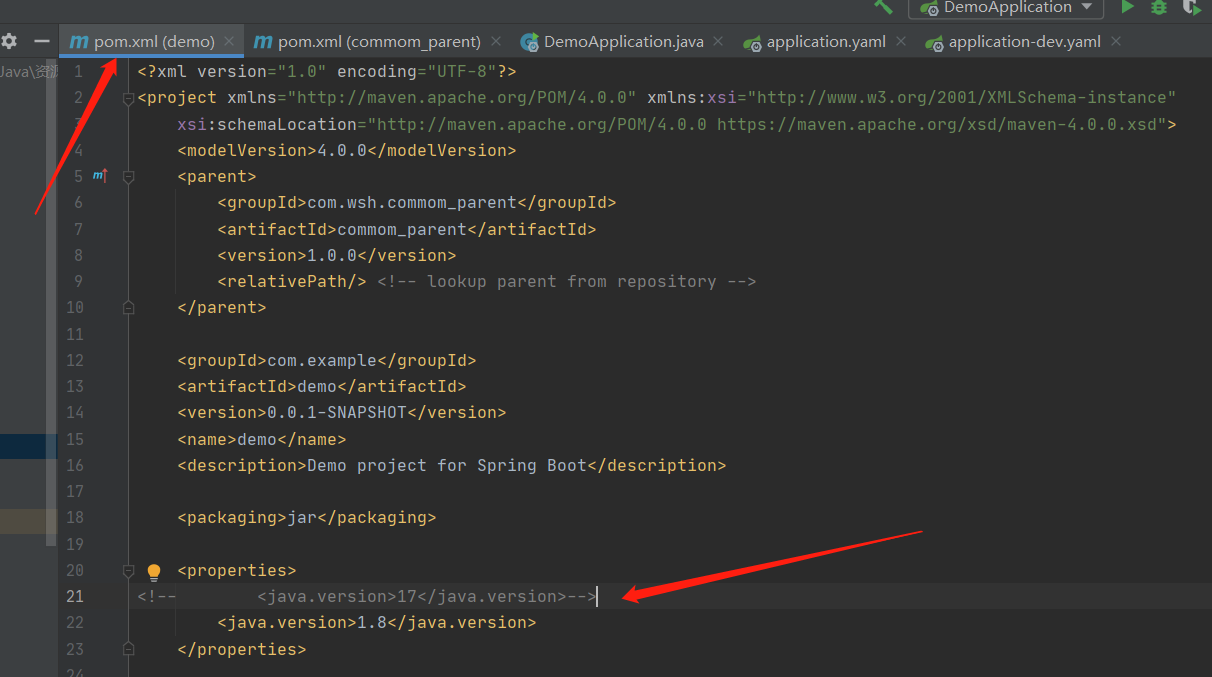 DemoApplication
pom.xml (demo) pom.xml (commom_parent) DemoApplication.java application.yaml application-dev.yaml
Java\资源
1 <?xml version="1.0" encoding="UTF-8"?>
2 <project xmlns="http://maven.apache.org/POM/4.0.0" xmlns:xsi="http://www.w3.org/2001/XMLSchema-instance"
3 xsi:schemaLocation="http://maven.apache.org/POM/4.0.0 https://maven.apache.org/xsd/maven-4.0.0.xsd">
4 <modelVersion>4.0.0</modelVersion>
5 <parent>
6 <groupId>com.wsh.commom_parent</groupId>
7 <artifactId>commom_parent</artifactId>
8 <version>1.0.0</version>
9 <relativePath/> <!-- lookup parent from repository -->
10 </parent>
11
12 <groupId>com.example</groupId>
13 <artifactId>demo</artifactId>
14 <version>0.0.1-SNAPSHOT</version>
15 <name>demo</name>
16 <description>Demo project for Spring Boot</description>
17
18 <packaging>jar</packaging>
19
20 <properties>
21 <!-- <java.version>17</java.version>-->
22 <java.version>1.8</java.version>
23 </properties>
24